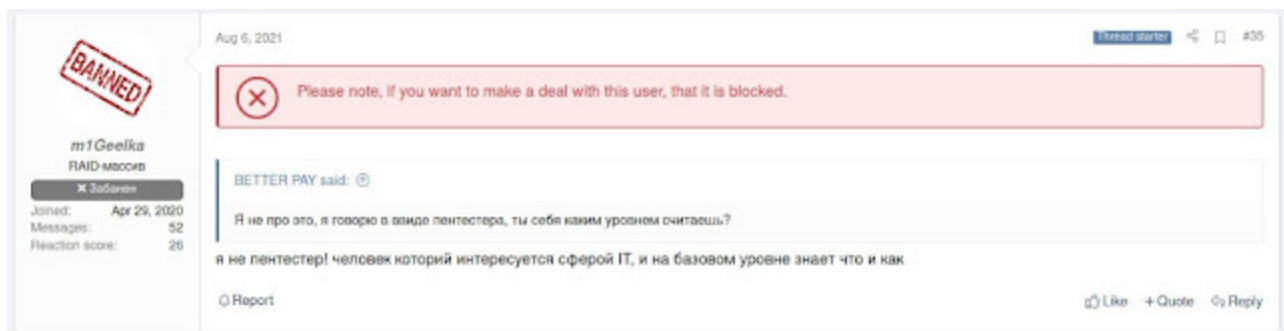 Aug 6, 2021
Thread starter
#35
BANNED
Please note, if you want to make a deal with this user, that it is blocked.
m1Geelka
RAID-массив
Забанен
Joined: Apr 29, 2020
Messages: 52
Reaction score: 26
BETTER PAY said:
Я не про это, я говорю в ввиде пентестера, ты себя каким уровнем считаешь?
я не пентестер! человек которий интересуется сферой IT, и на базовом уровне знает что и как
Report
Like
+ Quote
Reply